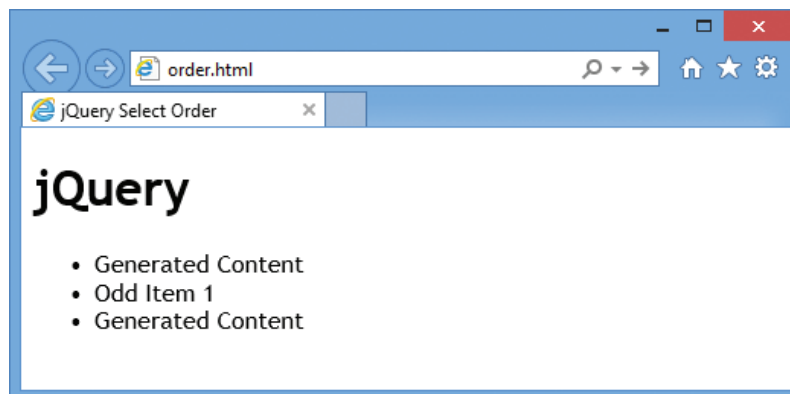 order.html
jQuery Select Order
jQuery
• Generated Content
• Odd Item 1
• Generated Content